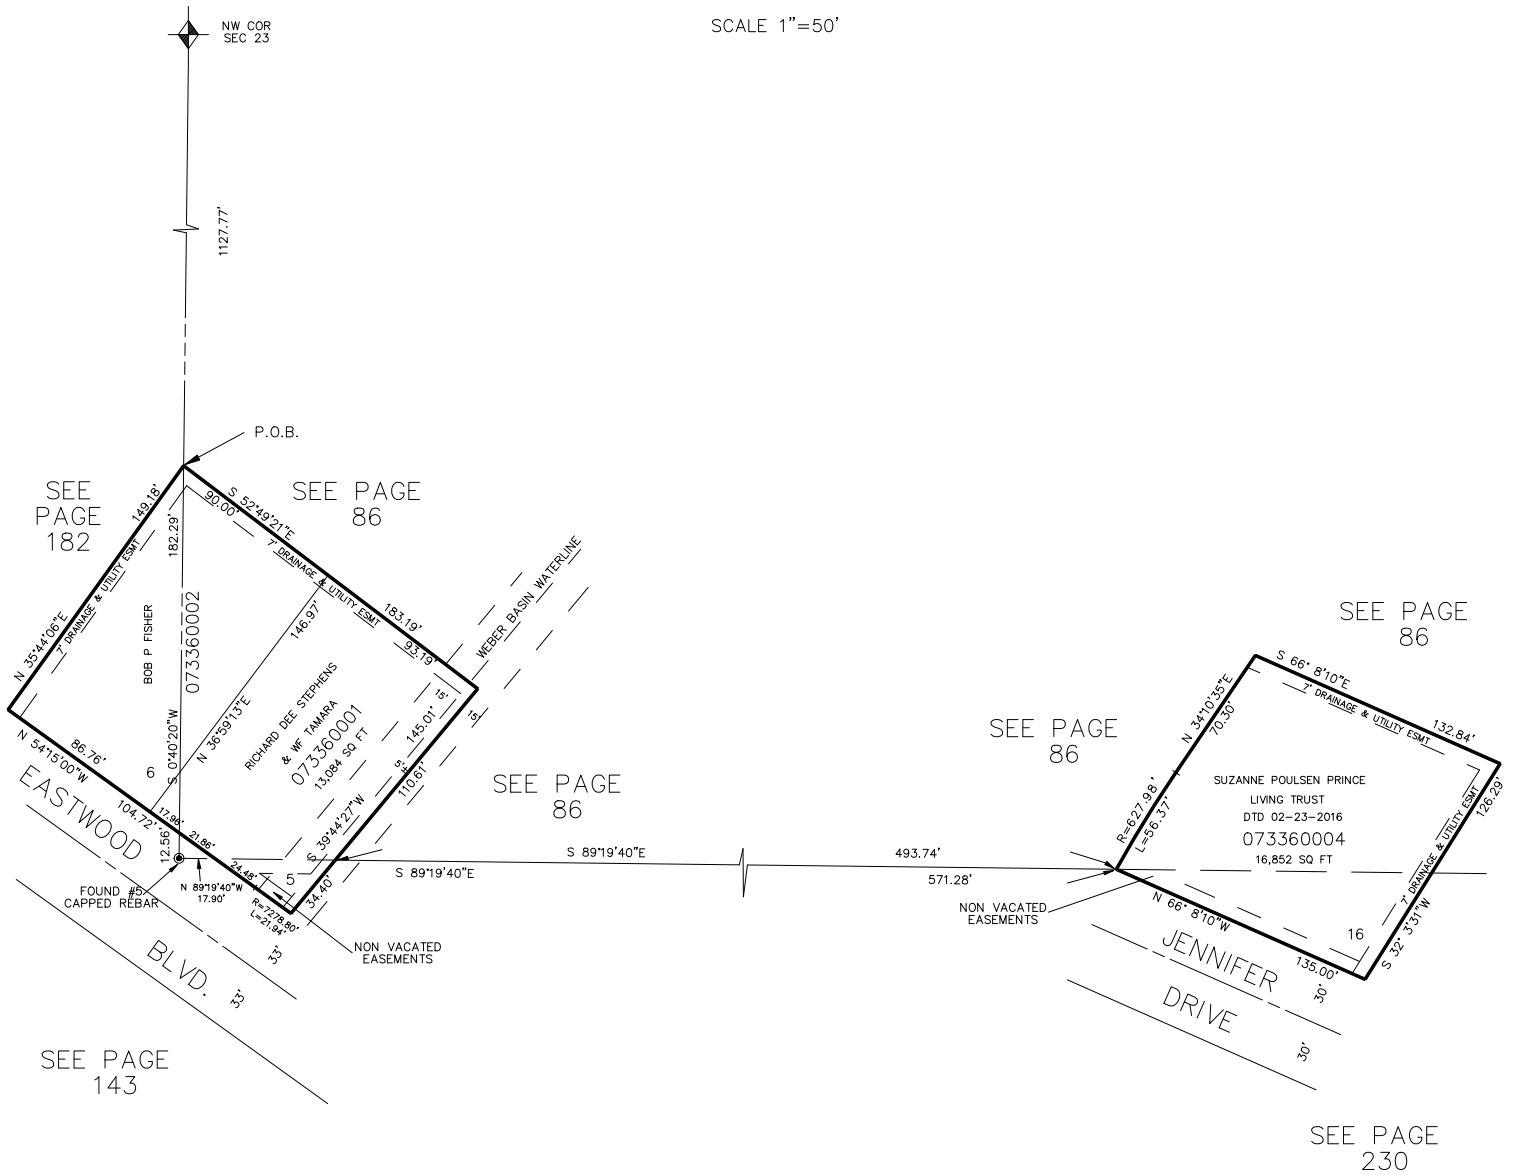 SCALE 1"=50'
NW COR
SEC 23
1127.77'
P.O.B.
SEE
PAGE
182
SEE PAGE
86
149.18'
N 35°44'06"E
7' DRAINAGE & UTILITY ESMT
182.29'
S 0°40'20"W
BOB P FISHER
073360002
90.00'
S 52°49'21"E
7' DRAINAGE & UTILITY ESMT
183.19'
93.19'
146.97'
N 36°59'13"E
RICHARD DEE STEPHENS
& WF TAMARA
073360001
13,084 SQ FT
WEBER BASIN WATERLINE
15'
15'
145.01'
5'±
110.61'
S 39°44'27"W
34.40'
N 54°15'00"W
86.76'
6
104.72'
17.96'
21.86'
24.48'
12.56'
5
R=7278.80'
L=21.94'
N 89°19'40"W
17.90'
FOUND #5
CAPPED REBAR
EASTWOOD
BLVD.
33'
33'
NON VACATED
EASEMENTS
SEE PAGE
86
SEE PAGE
143
S 89°19'40"E
S 89°19'40"E
493.74'
571.28'
SEE PAGE
86
SEE PAGE
86
S 66° 8'10"E
7' DRAINAGE & UTILITY ESMT
132.84'
N 34°10'35"E
70.30'
R=627.98'
L=56.37'
SUZANNE POULSEN PRINCE
LIVING TRUST
DTD 02-23-2016
073360004
16,852 SQ FT
126.29'
7' DRAINAGE & UTILITY ESMT
S 32° 3'31"W
16
NON VACATED
EASEMENTS
N 66° 8'10"W
135.00'
JENNIFER
DRIVE
30'
30'
SEE PAGE
230